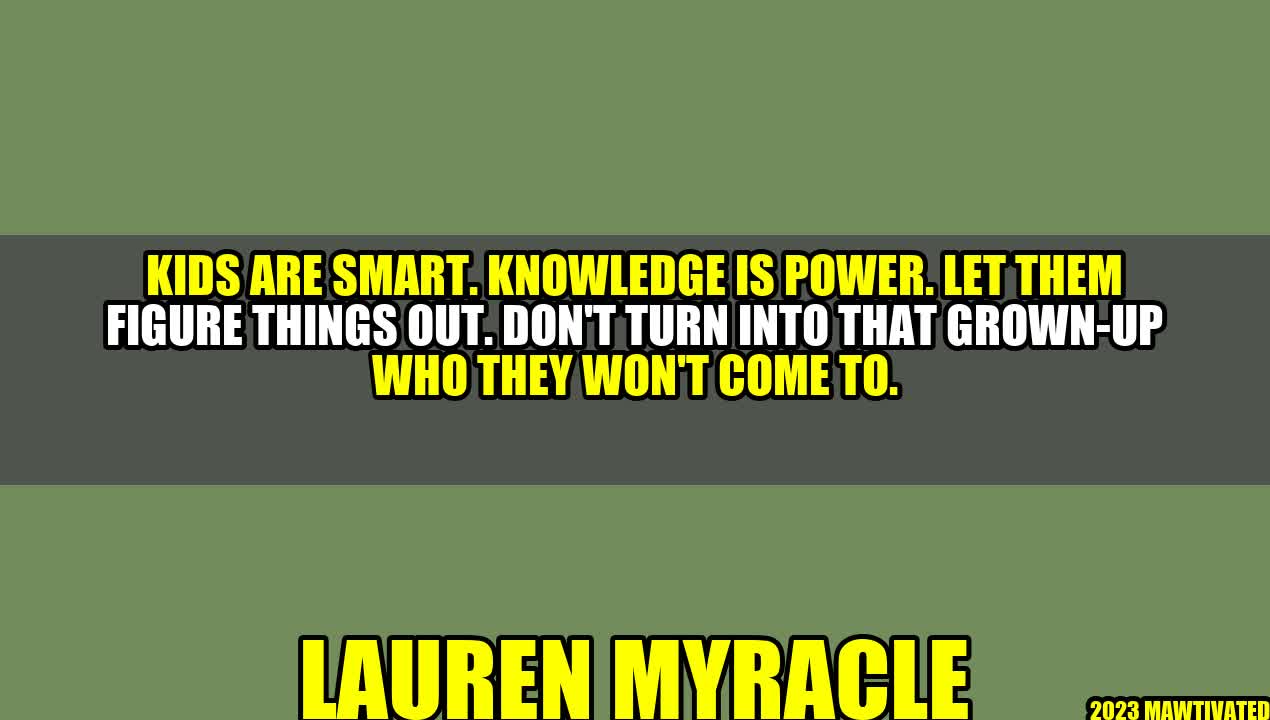 KIDS ARE SMART. KNOWLEDGE IS POWER. LET THEM
FIGURE THINGS OUT. DON'T TURN INTO THAT GROWN-UP
WHO THEY WON'T COME TO.
LAUREN MYRACLE
2023 MAWTIVATED